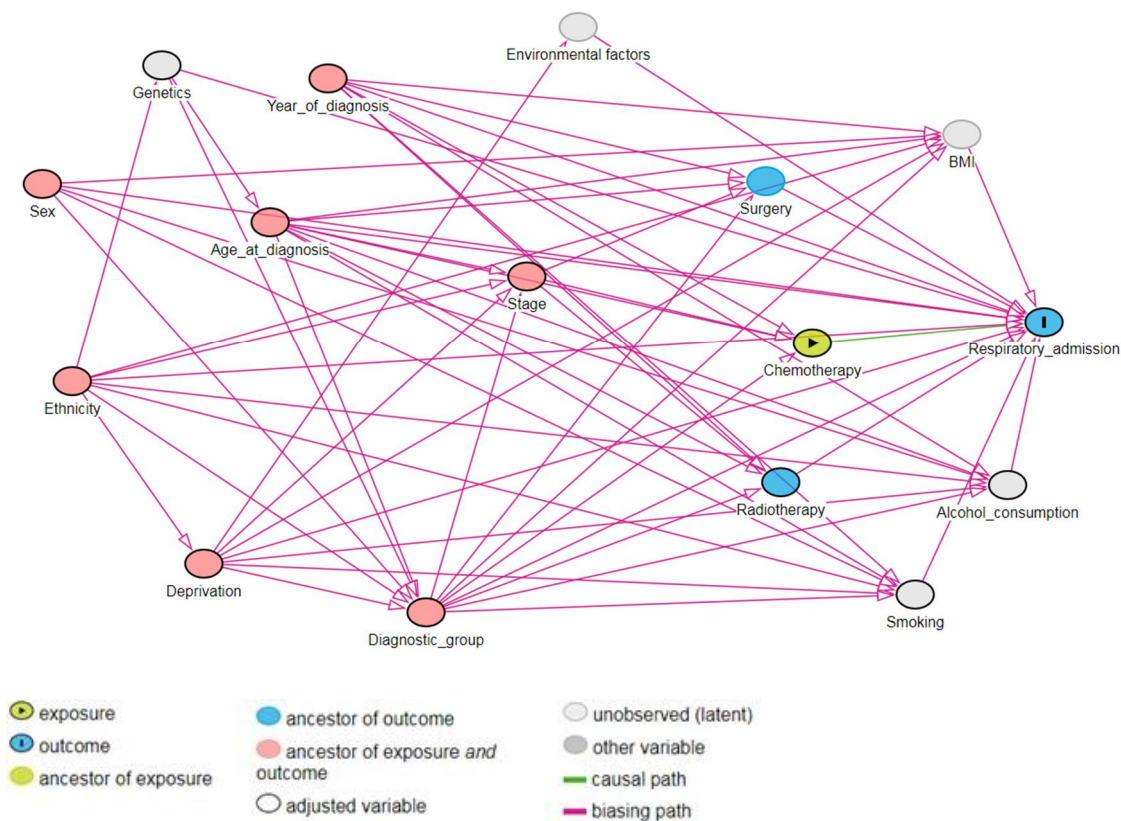 Environmental factors
Genetics
Year_of_diagnosis
BMI
Sex
Surgery
Age_at_diagnosis
Stage
Respiratory_admission
Chemotherapy
Ethnicity
Radiotherapy
Alcohol_consumption
Deprivation
Smoking
Diagnostic_group
exposure
outcome
ancestor of exposure
ancestor of outcome
ancestor of exposure and
outcome
adjusted variable
unobserved (latent)
other variable
causal path
biasing path